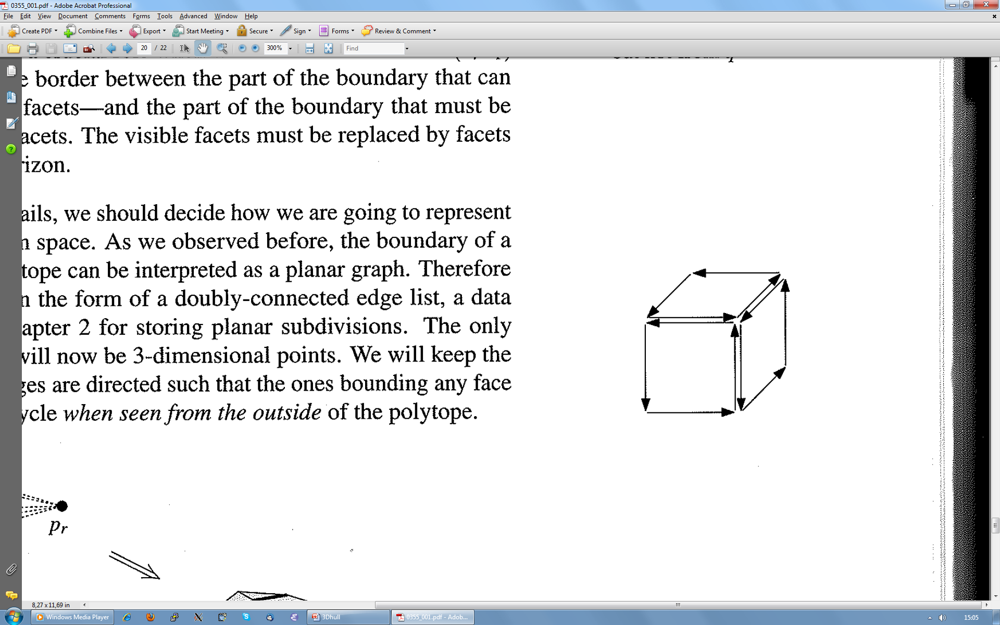 0355_001.pdf - Adobe Acrobat Professional
File Edit View Document Comments Forms Tools Advanced Window Help
Create PDF Combine Files Export Start Meeting Secure Sign Forms Review & Comment
20 / 22 300% Find
e border between the part of the boundary that can
facets—and the part of the boundary that must be
acets. The visible facets must be replaced by facets
rizon.
ails, we should decide how we are going to represent
n space. As we observed before, the boundary of a
tope can be interpreted as a planar graph. Therefore
n the form of a doubly-connected edge list, a data
apter 2 for storing planar subdivisions. The only
will now be 3-dimensional points. We will keep the
ges are directed such that the ones bounding any face
ycle when seen from the outside of the polytope.
pr
8,27 x 11,69 in
Windows Media Player 3Dhull 0355_001.pdf - Adob... 15:05